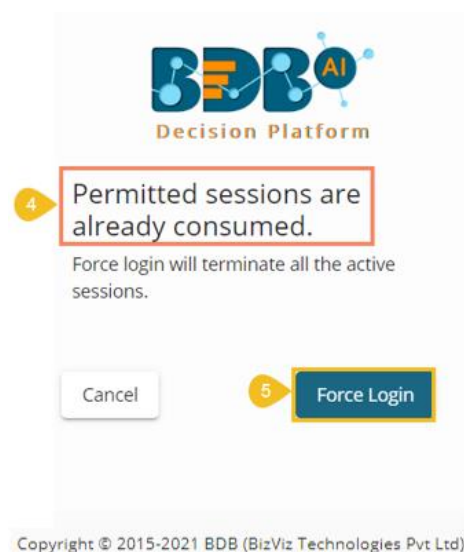 BDB AI
Decision Platform
4
Permitted sessions are
already consumed.
Force login will terminate all the active
sessions.
Cancel
5
Force Login
Copyright © 2015-2021 BDB (BizViz Technologies Pvt Ltd)